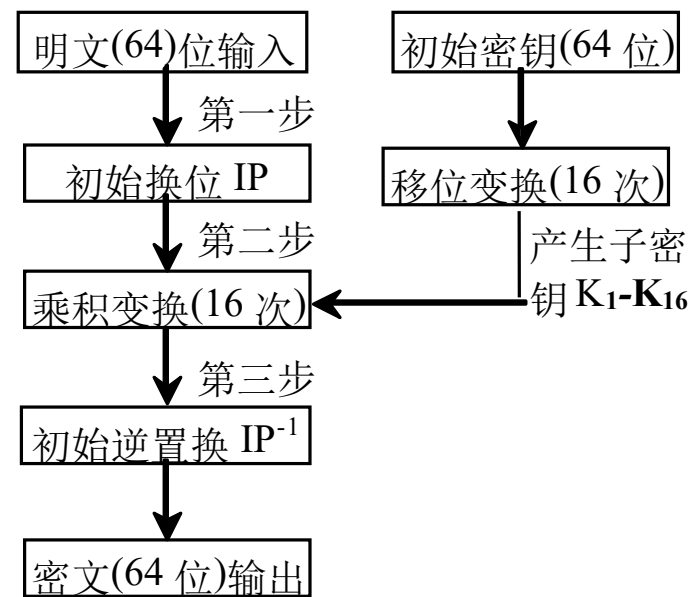 明文(64)位输入
初始密钥(64 位)
第一步
初始换位 IP
移位变换(16 次)
第二步
产生子密
钥 K₁-K₁₆
乘积变换(16 次)
第三步
初始逆置换 IP⁻¹
密文(64 位)输出